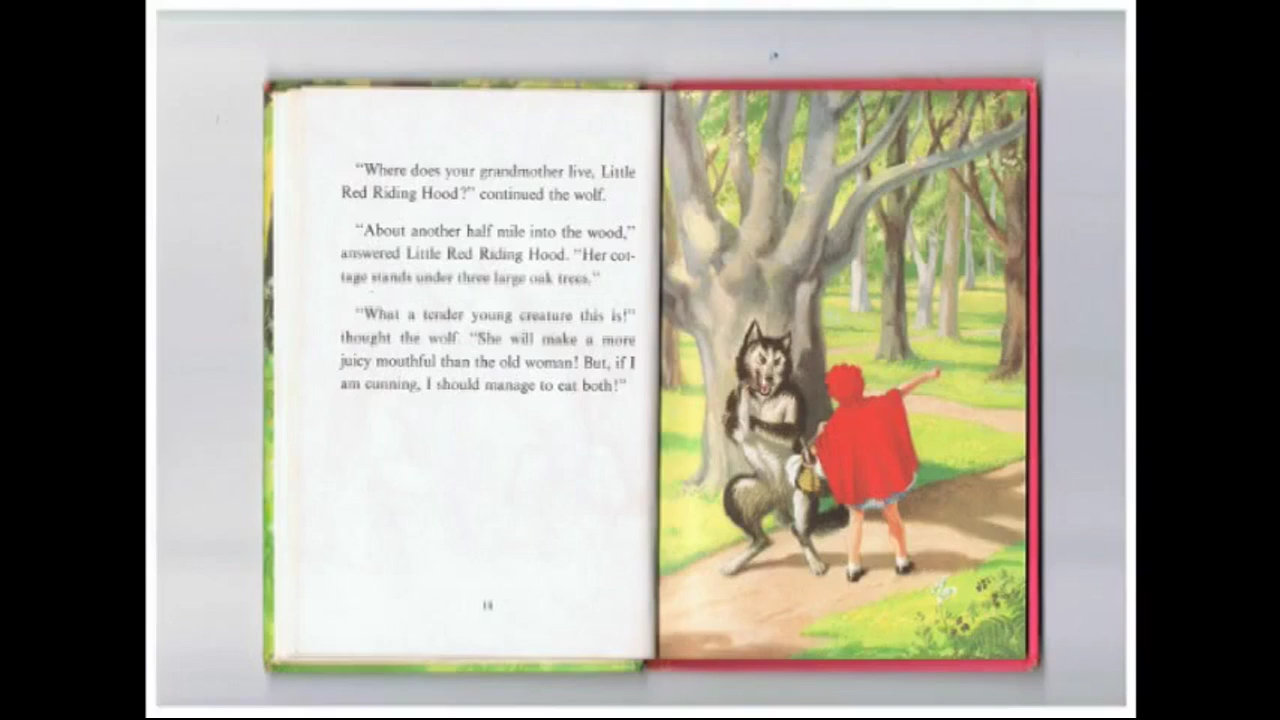 “Where does your grandmother live, Little
Red Riding Hood?” continued the wolf.
“About another half mile into the wood,”
answered Little Red Riding Hood. “Her cot-
tage stands under three large oak trees.”
“What a tender young creature this is!”
thought the wolf. “She will make a more
juicy mouthful than the old woman! But, if I
am cunning, I should manage to eat both!”